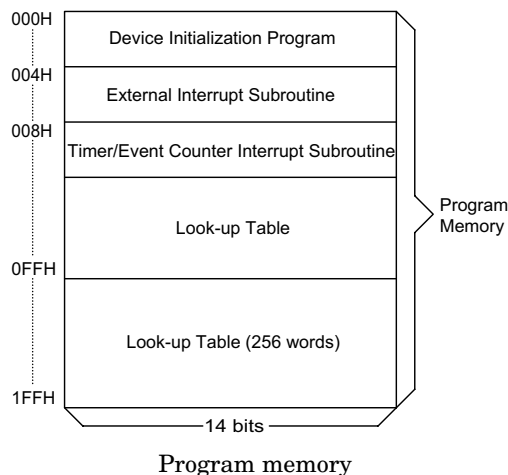 000H
Device Initialization Program
004H
External Interrupt Subroutine
008H
Timer/Event Counter Interrupt Subroutine
Look-up Table
Program
Memory
0FFH
Look-up Table (256 words)
1FFH
14 bits
Program memory